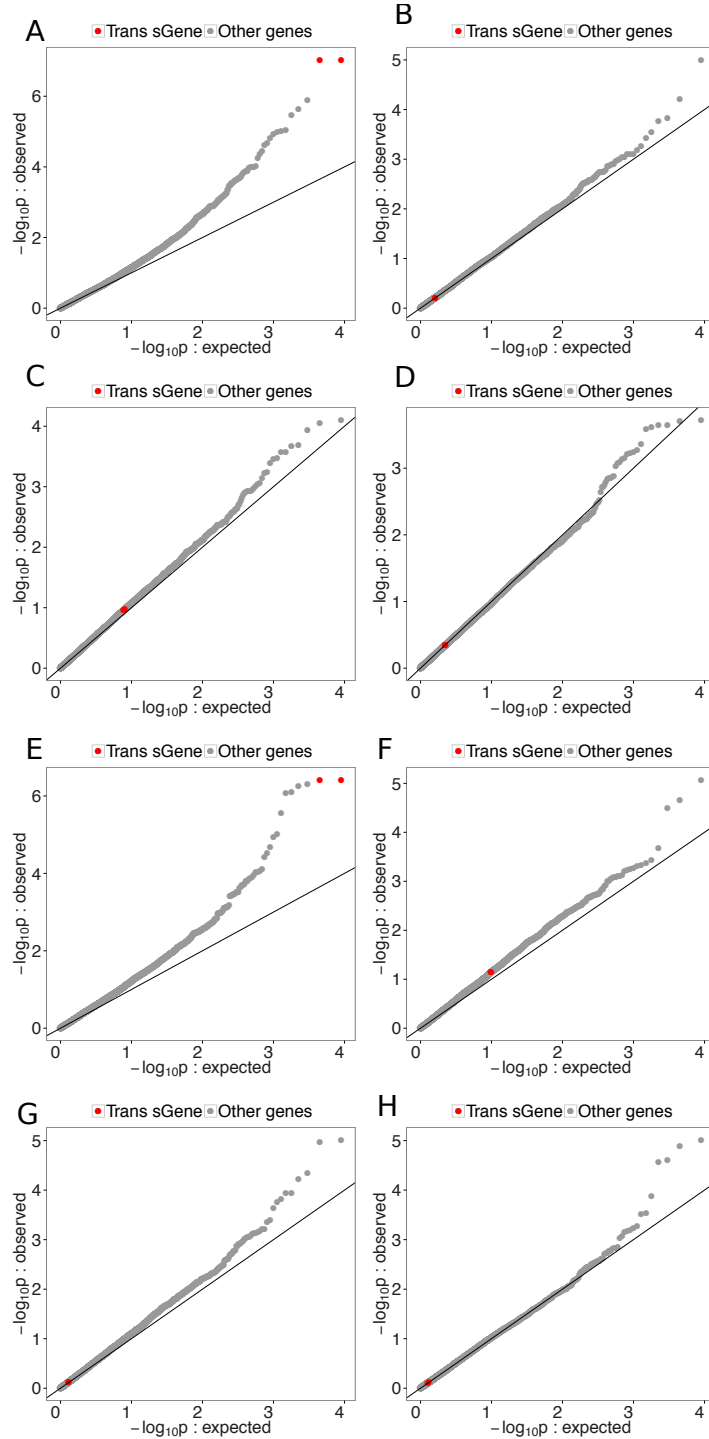 A
Trans sGene Other genes
−log10p : observed
6
4
2
0
0 1 2 3 4
−log10p : expected
B
Trans sGene Other genes
−log10p : observed
5
4
3
2
1
0
0 1 2 3 4
−log10p : expected
C
Trans sGene Other genes
−log10p : observed
4
3
2
1
0
0 1 2 3 4
−log10p : expected
D
Trans sGene Other genes
−log10p : observed
3
2
1
0
0 1 2 3 4
−log10p : expected
E
Trans sGene Other genes
−log10p : observed
6
4
2
0
0 1 2 3 4
−log10p : expected
F
Trans sGene Other genes
−log10p : observed
5
4
3
2
1
0
0 1 2 3 4
−log10p : expected
G
Trans sGene Other genes
−log10p : observed
5
4
3
2
1
0
0 1 2 3 4
−log10p : expected
H
Trans sGene Other genes
−log10p : observed
5
4
3
2
1
0
0 1 2 3 4
−log10p : expected